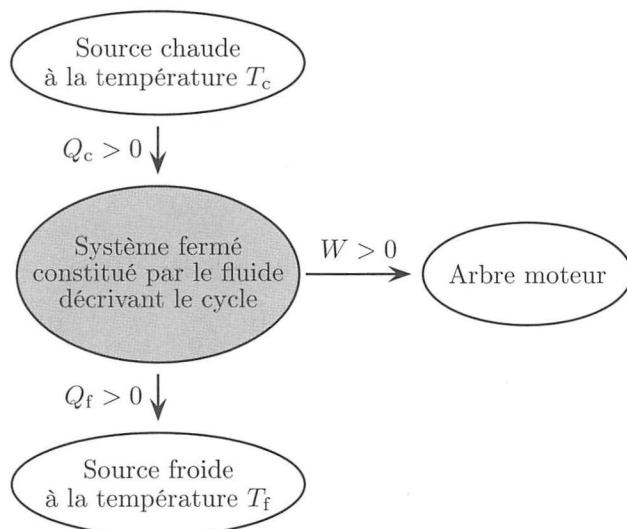 Source chaude
à la température T_c
Q_c > 0
Système fermé
constitué par le fluide
décrivant le cycle
W > 0
Arbre moteur
Q_f > 0
Source froide
à la température T_f